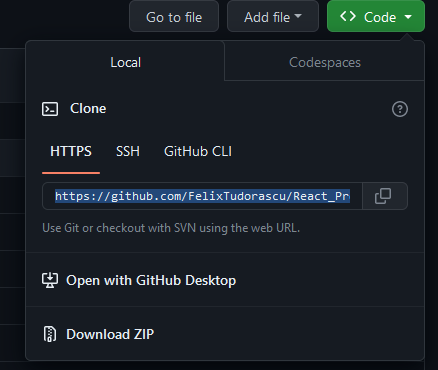 Go to file Add file Code
Local Codespaces
Clone
HTTPS SSH GitHub CLI
https://github.com/FelixTudorascu/React_Pr
Use Git or checkout with SVN using the web URL.
Open with GitHub Desktop
Download ZIP